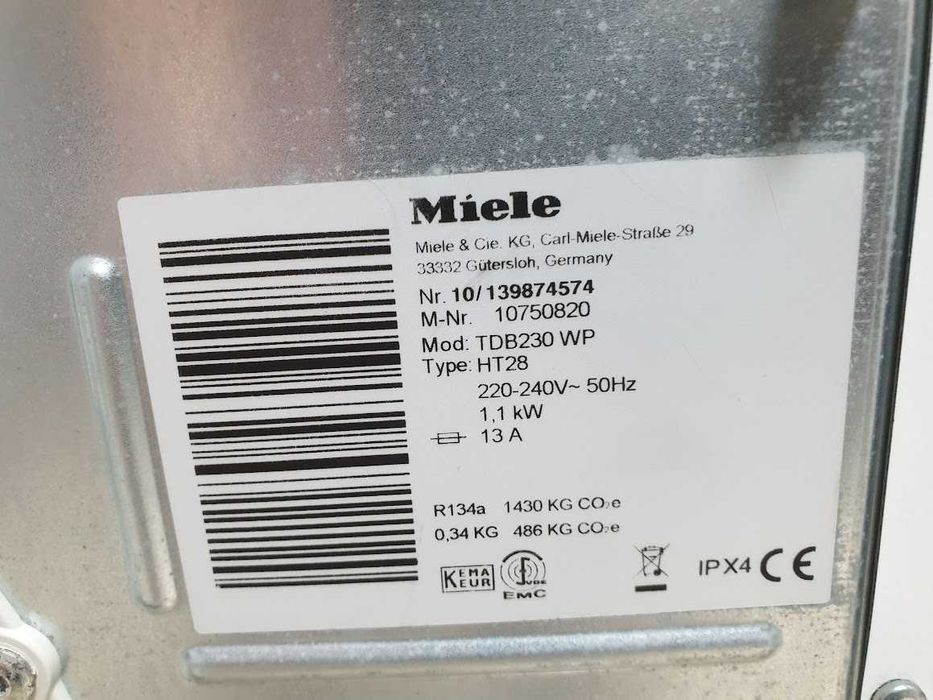 Miele
Miele & Cie. KG, Carl-Miele-Straße 29
33332 Gütersloh, Germany
Nr. 10/139874574
M-Nr. 10750820
Mod: TDB230 WP
Type: HT28
220-240V~ 50Hz
1,1 kW
13 A
R134a 1430 KG CO₂e
0,34 KG 486 KG CO₂e
KEMA
KEUR
VDE
EMC
IPX4 CE